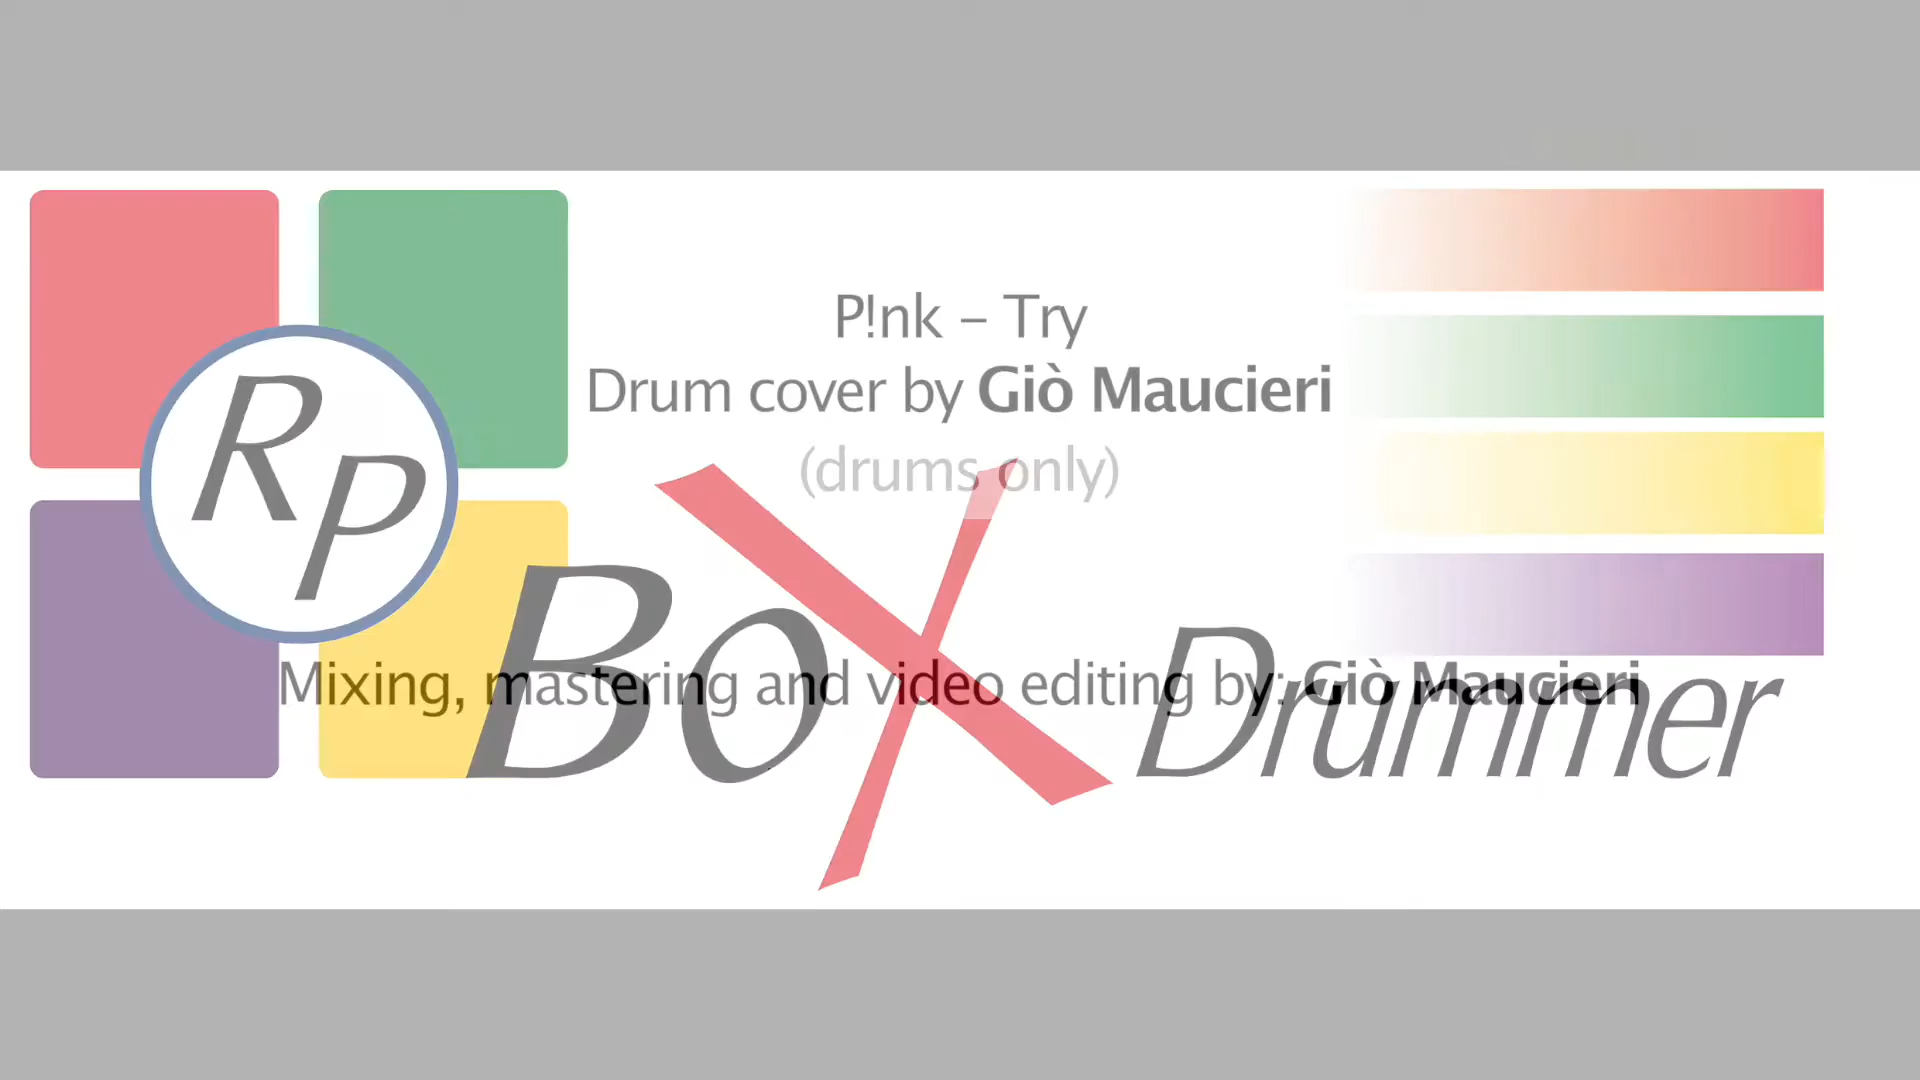 P!nk – Try
Drum cover by Giò Maucieri
(drums only)
RP
BoX Drummer
Mixing, mastering and video editing by: Giò Maucieri